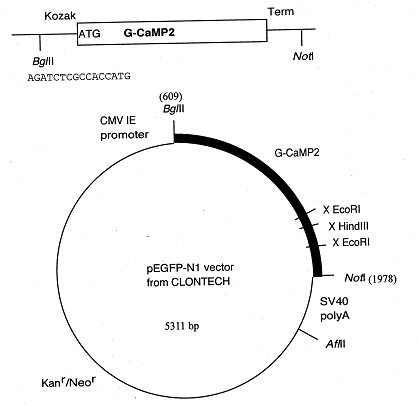 Kozak
Term
ATG G-CaMP2
BglII
NotI
AGATCTCGCCACCATG
(609)
BglII
CMV IE
promoter
G-CaMP2
X EcoRI
X HindIII
X EcoRI
NotI (1978)
pEGFP-N1 vector
from CLONTECH
SV40
polyA
5311 bp
AflII
Kanr/Neor